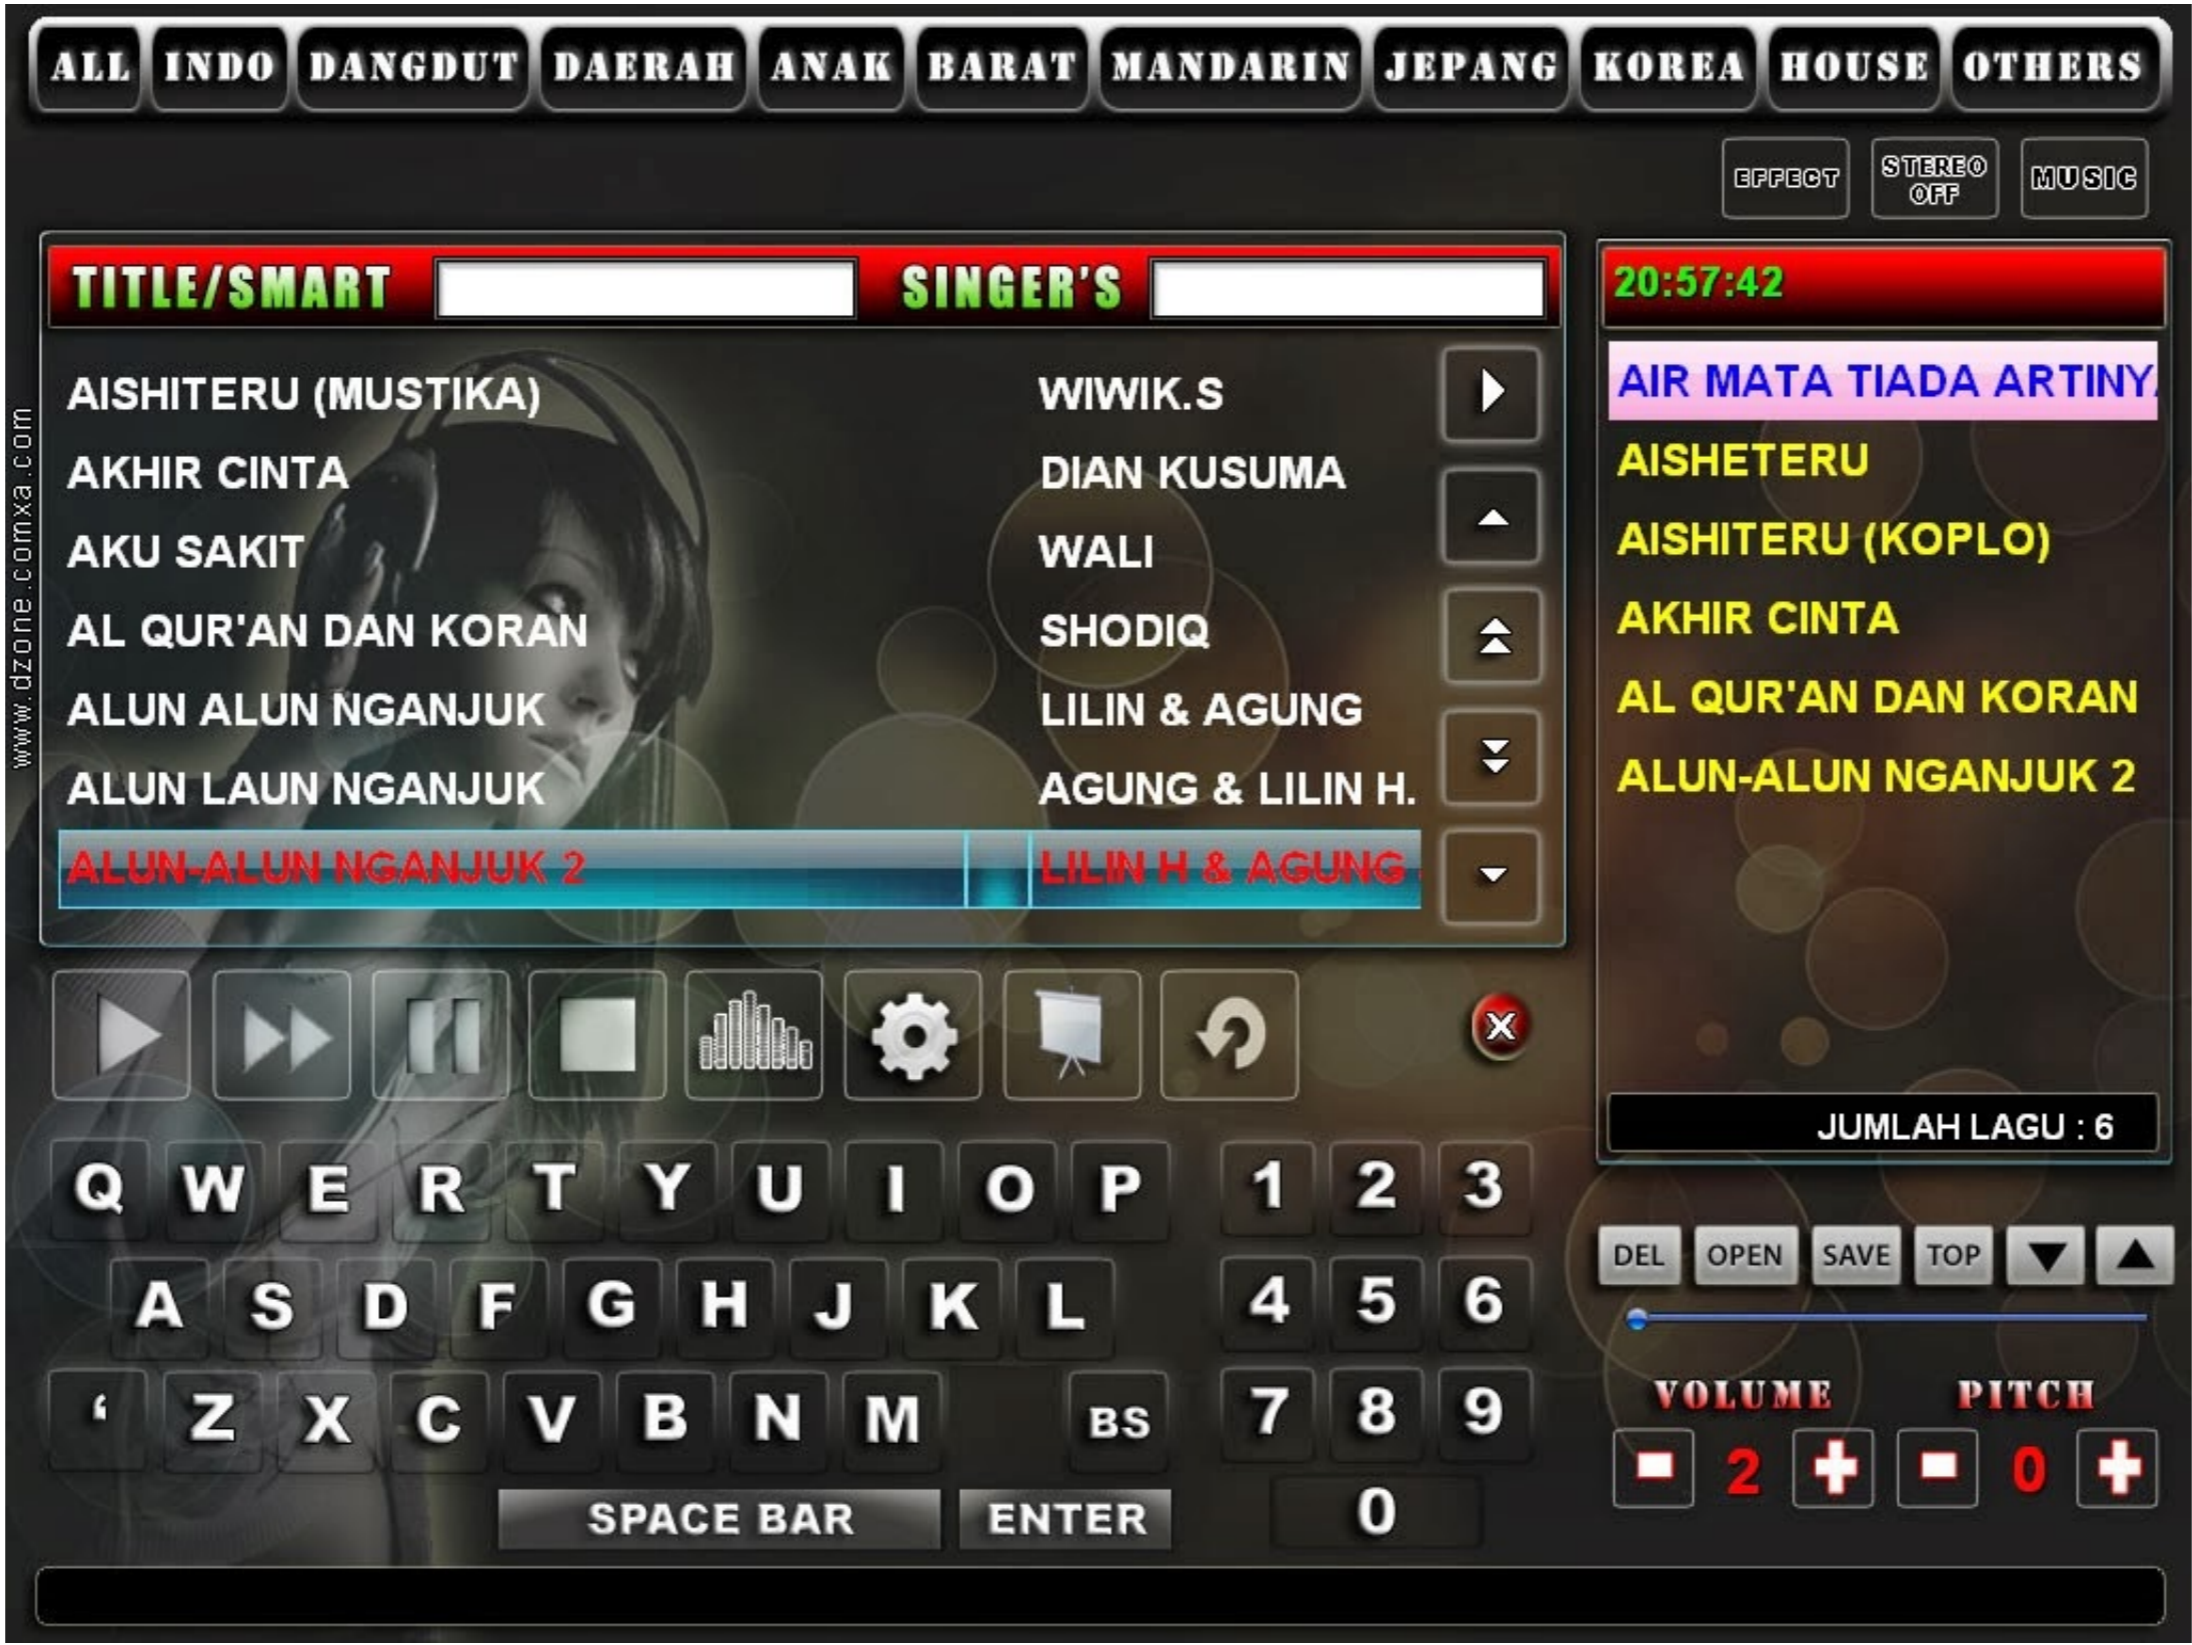 ALL INDO DANGDUT DAERAH ANAK BARAT MANDARIN JEPANG KOREA HOUSE OTHERS
EFFECT STEREO OFF MUSIC
TITLE/SMART SINGER'S
AISHITERU (MUSTIKA) WIWIK.S
AKHIR CINTA DIAN KUSUMA
AKU SAKIT WALI
AL QUR'AN DAN KORAN SHODIQ
ALUN ALUN NGANJUK LILIN & AGUNG
ALUN LAUN NGANJUK AGUNG & LILIN H.
ALUN-ALUN NGANJUK 2 LILIN H & AGUNG
20:57:42
AIR MATA TIADA ARTINY
AISHETERU
AISHITERU (KOPLO)
AKHIR CINTA
AL QUR'AN DAN KORAN
ALUN-ALUN NGANJUK 2
JUMLAH LAGU : 6
www.dzone.comxa.com
X
Q W E R T Y U I O P 1 2 3
A S D F G H J K L 4 5 6
‘ Z X C V B N M BS 7 8 9
SPACE BAR ENTER 0
DEL OPEN SAVE TOP
VOLUME PITCH
- 2 + - 0 +